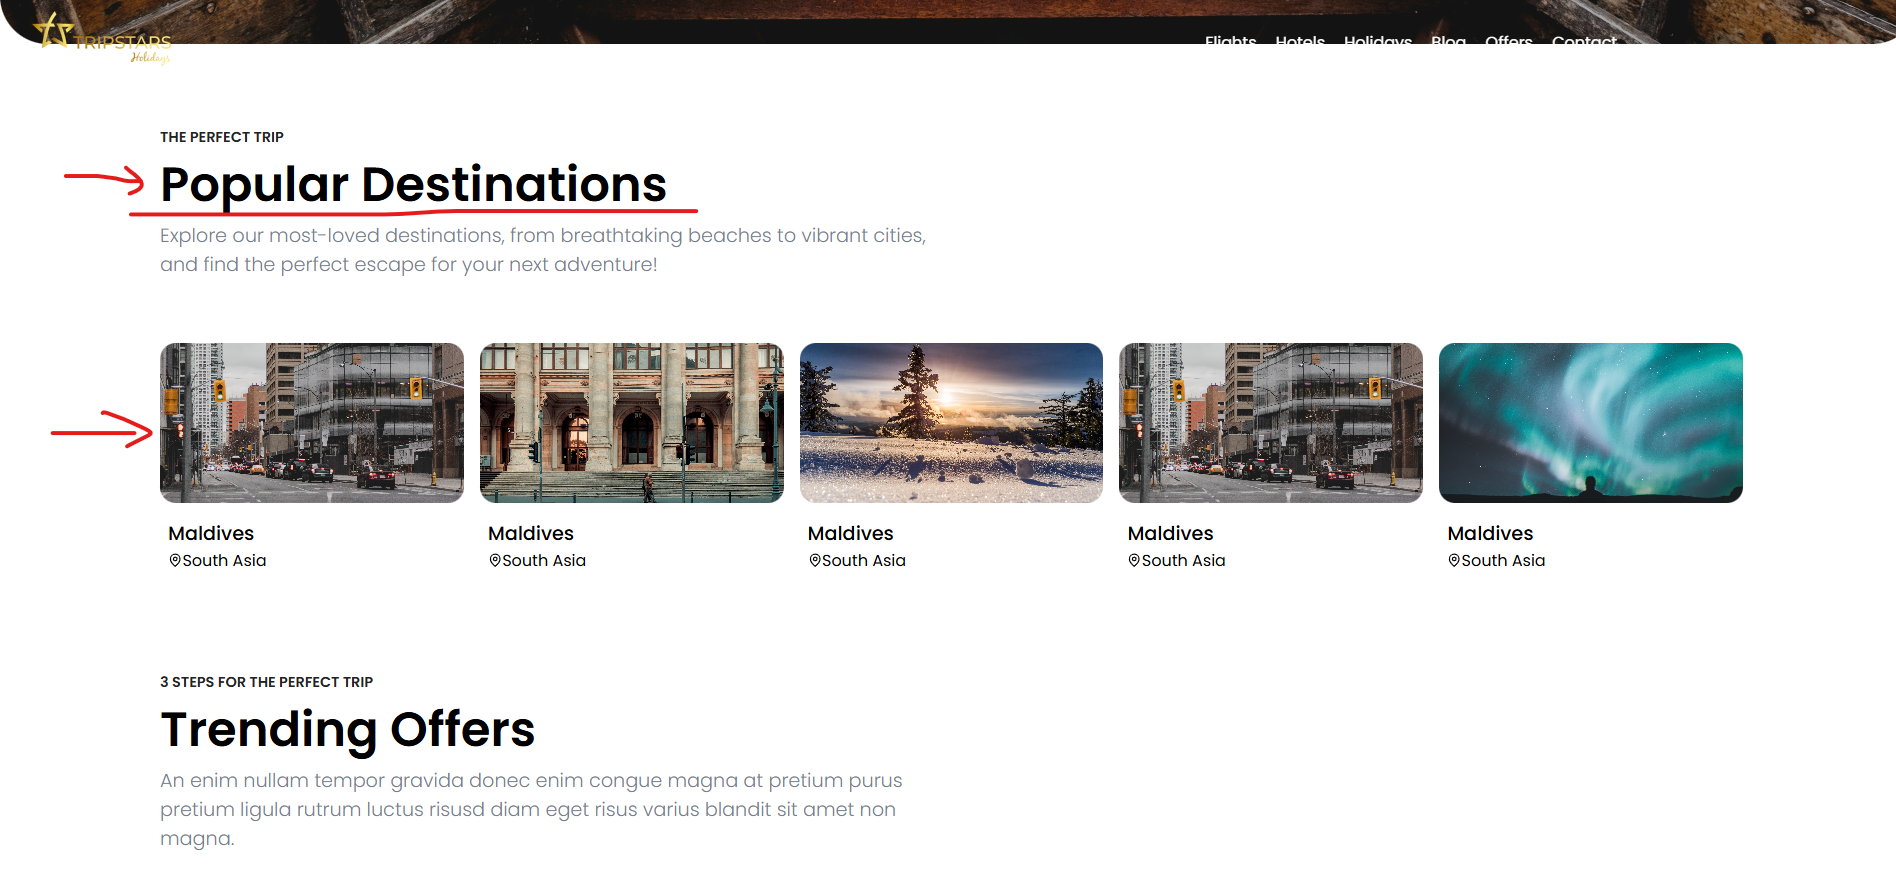 TRIPSTARS
Holidays
Flights Hotels Holidays Blog Offers Contact
THE PERFECT TRIP
Popular Destinations
Explore our most-loved destinations, from breathtaking beaches to vibrant cities,
and find the perfect escape for your next adventure!
Maldives
South Asia
Maldives
South Asia
Maldives
South Asia
Maldives
South Asia
Maldives
South Asia
3 STEPS FOR THE PERFECT TRIP
Trending Offers
An enim nullam tempor gravida donec enim congue magna at pretium purus
pretium ligula rutrum luctus risusd diam eget risus varius blandit sit amet non
magna.